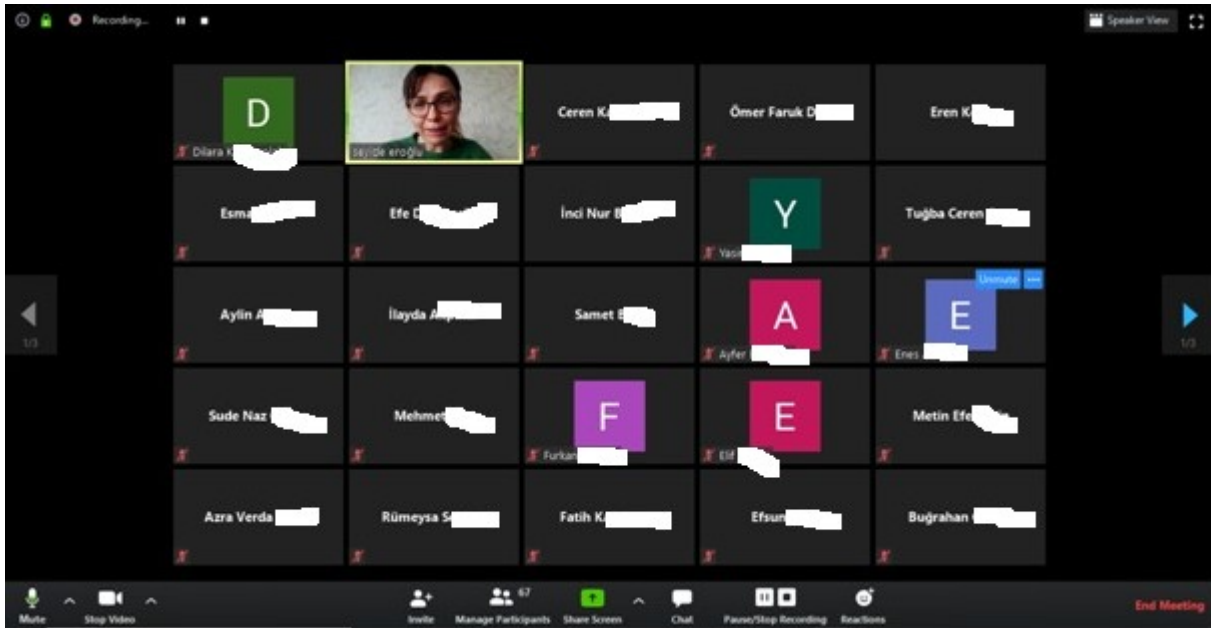 Recording...
Speaker View
D
Dilara
seyide eroğlu
Ceren
Ömer Faruk D
Eren
Esma
Efe
İnci Nur
Y
Yasin
Tuğba Ceren
Aylin
İlayda
Samet
A
Ayfer
Unmute
E
Enes
1/3
1/3
Sude Naz
Mehmet
F
Furkan
E
Elif
Metin Efe
Azra Verda
Rümeysa
Fatih
Efsun
Buğrahan
Mute
Stop Video
Invite
67
Manage Participants
Share Screen
Chat
Pause/Stop Recording
Reactions
End Meeting